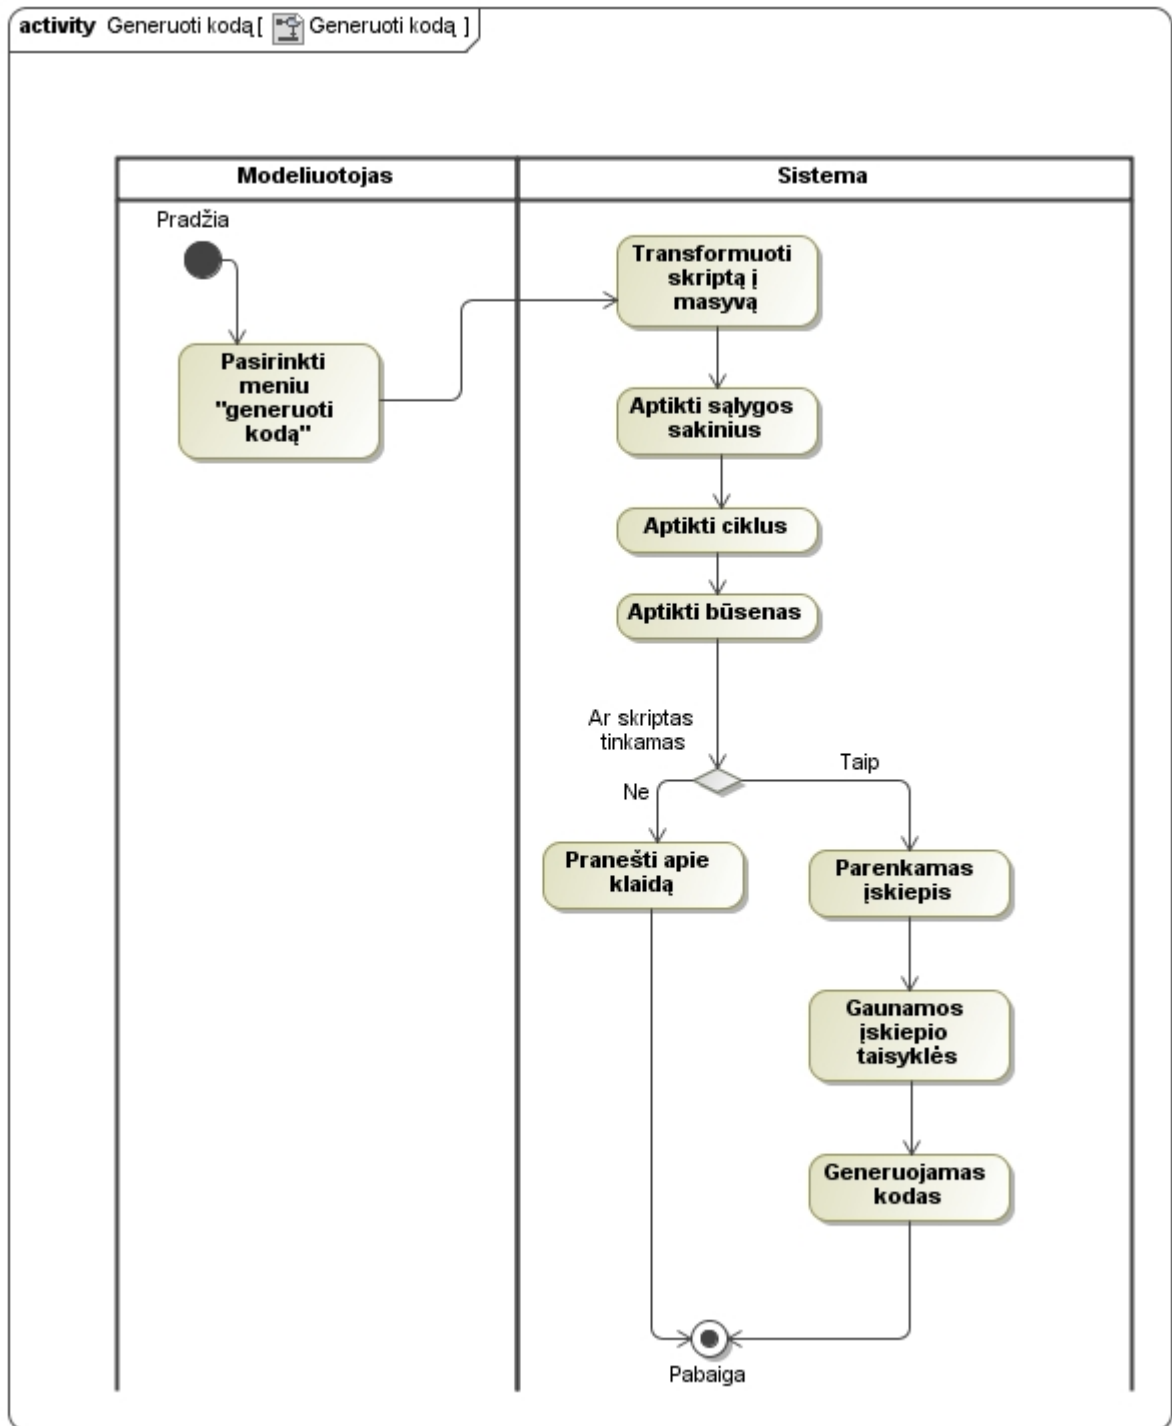 activity Generuoti kodą[ Generuoti kodą ]
Modeliuotojas
Sistema
Pradžia
Pasirinkti
meniu
"generuoti
kodą"
Transformuoti
skriptą į
masyvą
Aptikti sąlygos
sakinius
Aptikti ciklus
Aptikti būsenas
Ar skriptas
tinkamas
Ne
Taip
Pranešti apie
klaidą
Parenkamas
įskiepis
Gaunamos
įskiepio
taisyklės
Generuojamas
kodas
Pabaiga